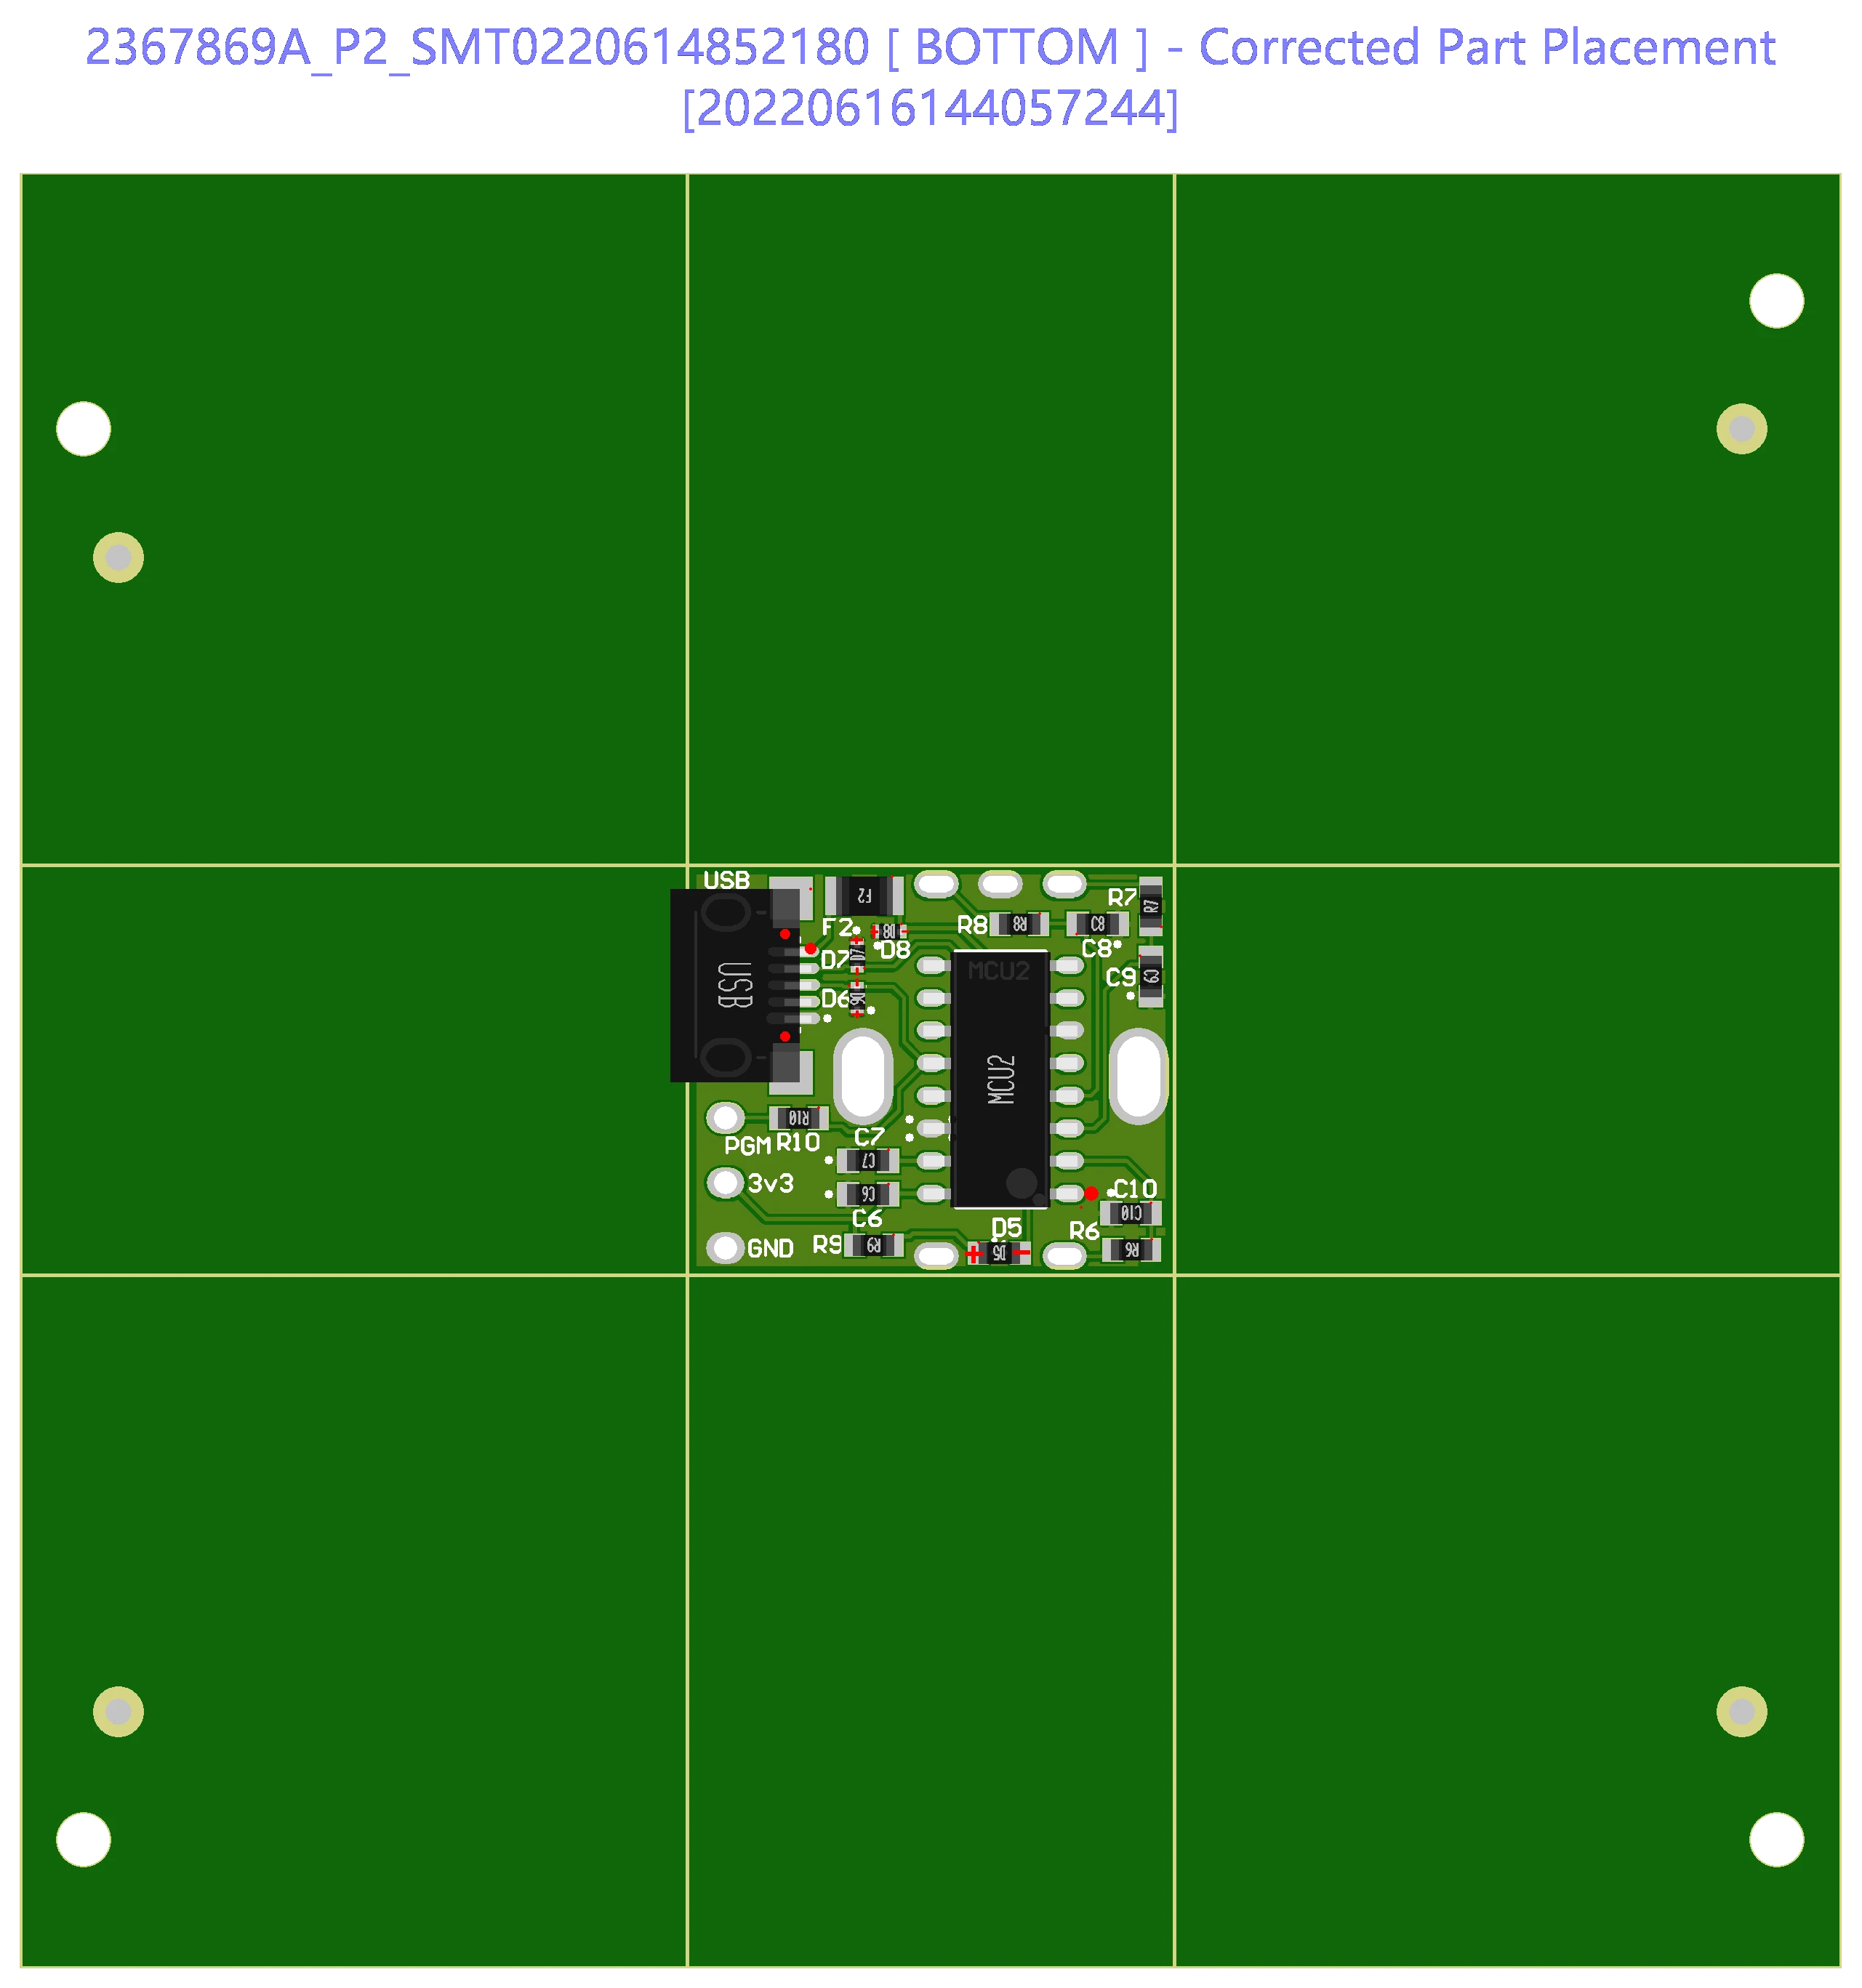 2367869A_P2_SMT0220614852180 [ BOTTOM ] - Corrected Part Placement
[20220616144057244]
USB
F2
R7
R7
F2
D8
R8
R8
C8
D8
C8
D7
D7
MCU2
C9
C9
USB
D6
D6
MCU2
R10
PGM
R10
C7
C7
3v3
C6
C10
C10
C6
D5
R6
GND
R9
R9
D5
R6